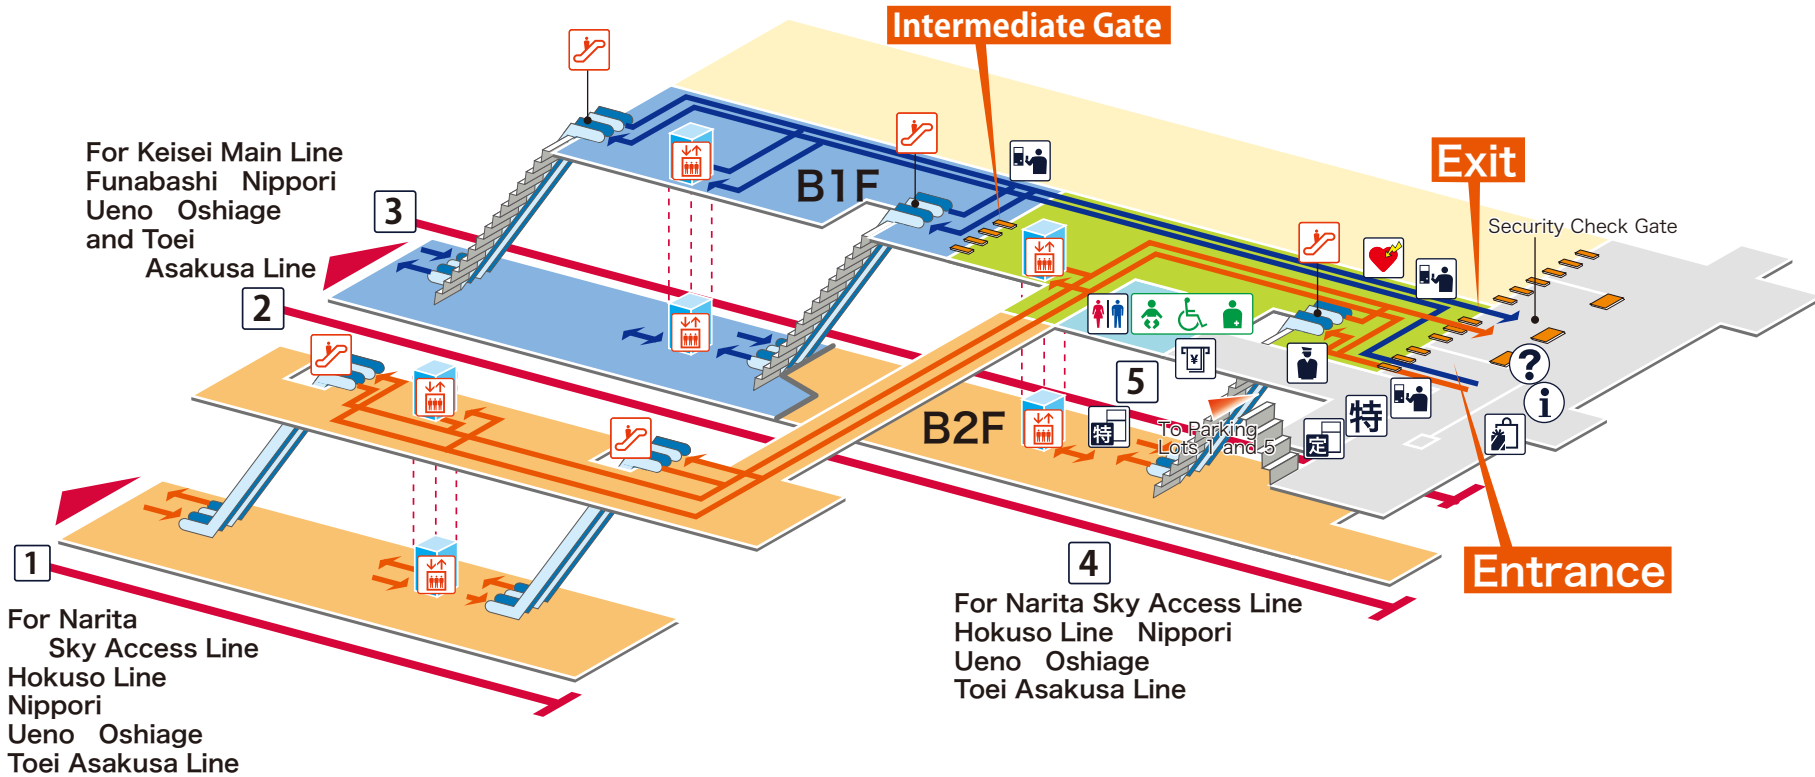 Intermediate Gate
Exit
Security Check Gate
For Keisei Main Line
Funabashi Nippori
Ueno Oshiage
and Toei
Asakusa Line
3
B1F
2
5
¥
?
i
特
特
定
B2F
To Parking
Lots 1 and 5
1
4
Entrance
For Narita
Sky Access Line
Hokuso Line
Nippori
Ueno Oshiage
Toei Asakusa Line
For Narita Sky Access Line
Hokuso Line Nippori
Ueno Oshiage
Toei Asakusa Line